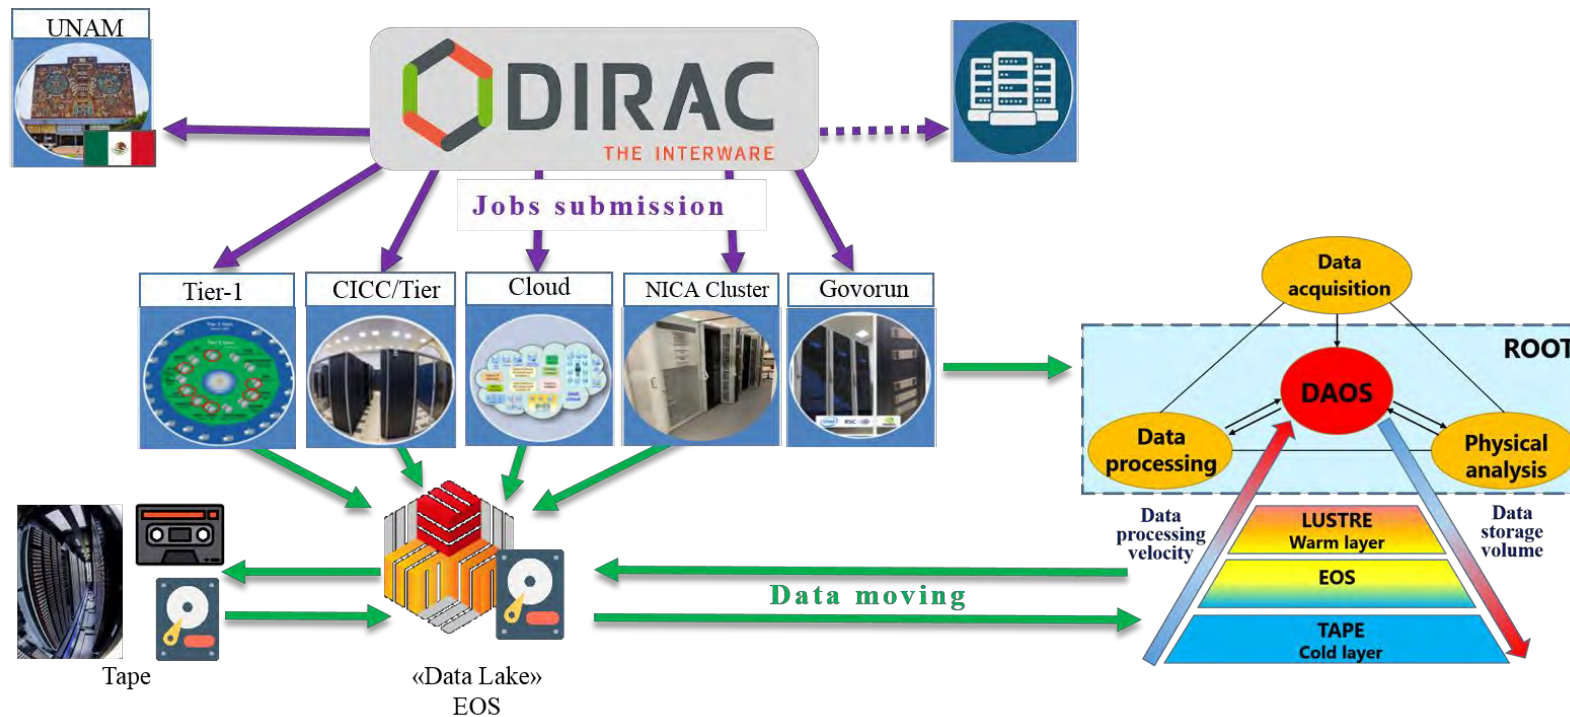 UNAM
DIRAC
THE INTERWARE
Jobs submission
Tier-1
CICC/Tier
Cloud
NICA Cluster
Govorun
Data
acquisition
ROOT
DAOS
Data
processing
Physical
analysis
Data
processing
velocity
LUSTRE
Warm layer
Data
storage
volume
EOS
TAPE
Cold layer
Data moving
Tape
«Data Lake»
EOS